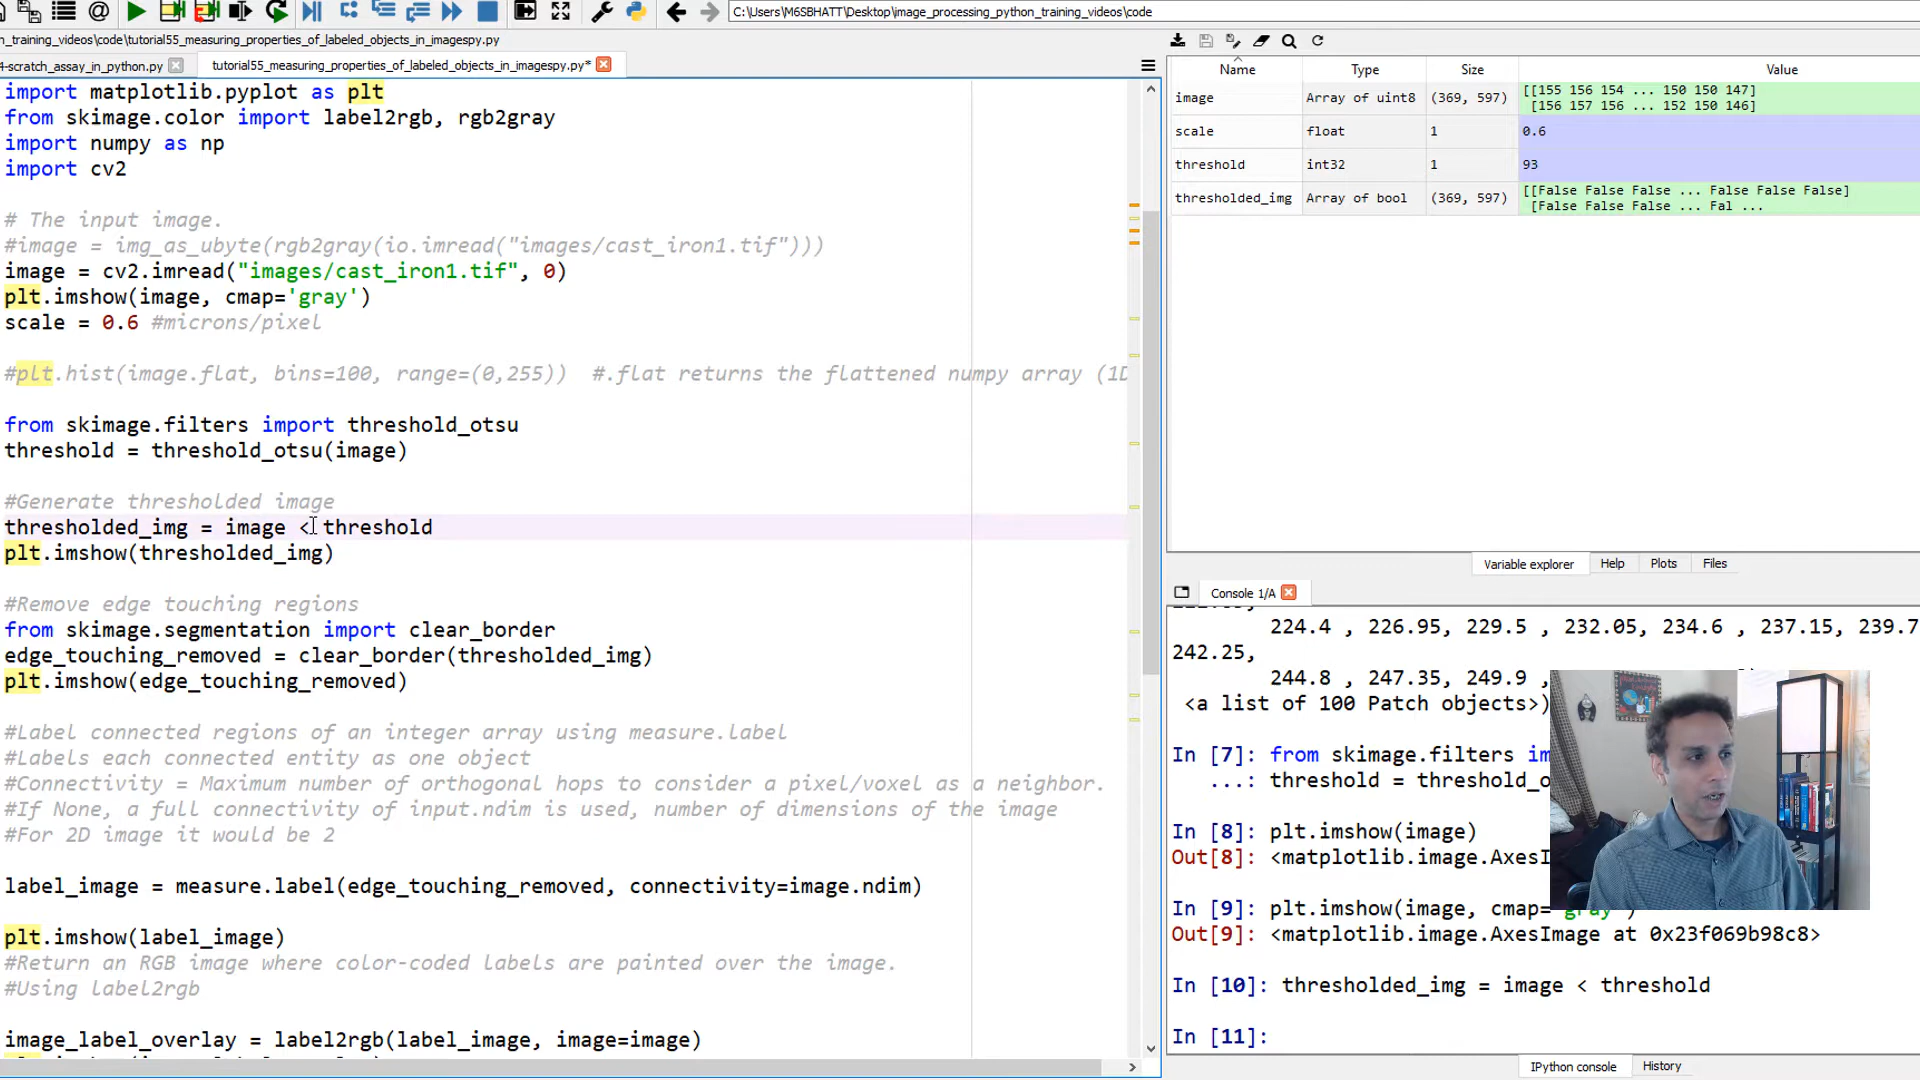 C:\Users\M6SBHATT\Desktop\image_processing_python_training_videos\code
n_training_videos\code\tutorial55_measuring_properties_of_labeled_objects_in_imagespy.py
4-scratch_assay_in_python.py
tutorial55_measuring_properties_of_labeled_objects_in_imagespy.py*
import matplotlib.pyplot as plt
from skimage.color import label2rgb, rgb2gray
import numpy as np
import cv2
# The input image.
#image = img_as_ubyte(rgb2gray(io.imread("images/cast_iron1.tif")))
image = cv2.imread("images/cast_iron1.tif", 0)
plt.imshow(image, cmap='gray')
scale = 0.6 #microns/pixel
#plt.hist(image.flat, bins=100, range=(0,255))  #.flat returns the flattened numpy array (1D
from skimage.filters import threshold_otsu
threshold = threshold_otsu(image)
#Generate thresholded image
thresholded_img = image < threshold
plt.imshow(thresholded_img)
#Remove edge touching regions
from skimage.segmentation import clear_border
edge_touching_removed = clear_border(thresholded_img)
plt.imshow(edge_touching_removed)
#Label connected regions of an integer array using measure.label
#Labels each connected entity as one object
#Connectivity = Maximum number of orthogonal hops to consider a pixel/voxel as a neighbor.
#If None, a full connectivity of input.ndim is used, number of dimensions of the image
#For 2D image it would be 2
label_image = measure.label(edge_touching_removed, connectivity=image.ndim)
plt.imshow(label_image)
#Return an RGB image where color-coded labels are painted over the image.
#Using label2rgb
image_label_overlay = label2rgb(label_image, image=image)
Name Type Size Value
image Array of uint8 (369, 597) [[155 156 154 ... 150 150 147]
[156 157 156 ... 152 150 146]
scale float 1 0.6
threshold int32 1 93
thresholded_img Array of bool (369, 597) [[False False False ... False False False]
[False False False ... Fal ...
Variable explorer Help Plots Files
Console 1/A
224.4 , 226.95, 229.5 , 232.05, 234.6 , 237.15, 239.7
242.25,
244.8 , 247.35, 249.9 ,
<a list of 100 Patch objects>)
In [7]: from skimage.filters im
...: threshold = threshold_o
In [8]: plt.imshow(image)
Out[8]: <matplotlib.image.AxesI
In [9]: plt.imshow(image, cmap='gray')
Out[9]: <matplotlib.image.AxesImage at 0x23f069b98c8>
In [10]: thresholded_img = image < threshold
In [11]:
IPython console History